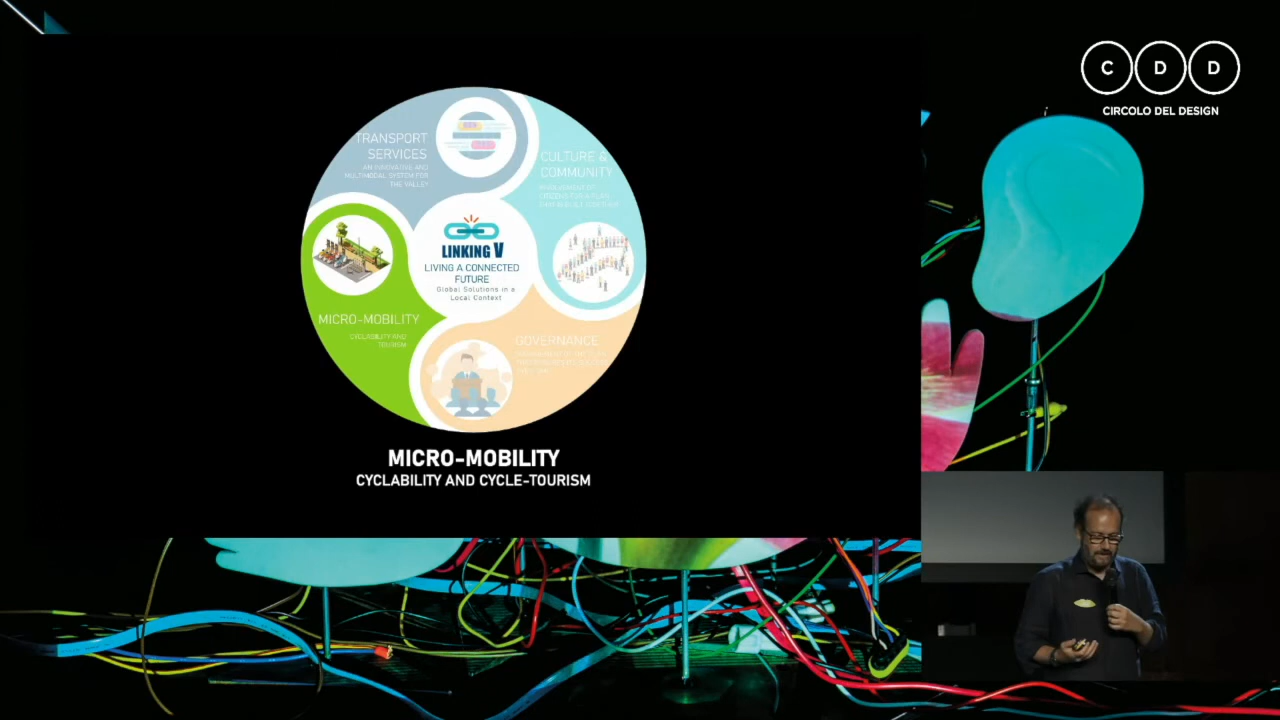 TRANSPORT
SERVICES
AN INNOVATIVE AND
MULTIMODAL SYSTEM FOR
THE VALLEY
CULTURE &
COMMUNITY
LINKING V
LIVING A CONNECTED
FUTURE
Global Solutions in a
Local Context
MICRO-MOBILITY
CYCLABILITY AND
TOURISM
GOVERNANCE
MICRO-MOBILITY
CYCLABILITY AND CYCLE-TOURISM
C D D
CIRCOLO DEL DESIGN